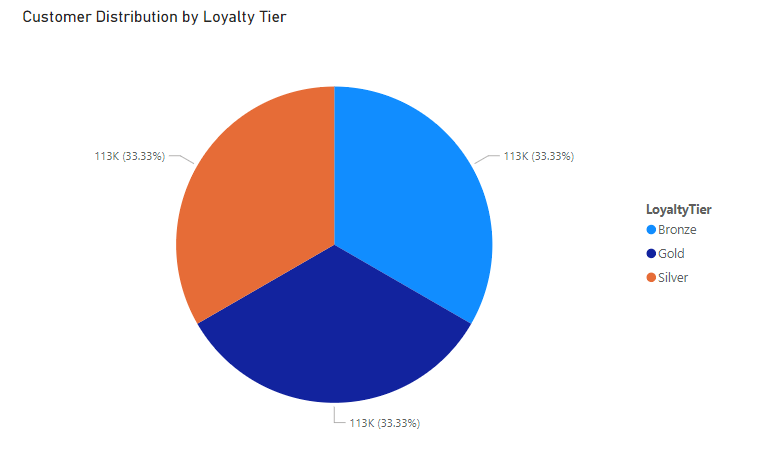 Customer Distribution by Loyalty Tier
113K (33.33%)
113K (33.33%)
113K (33.33%)
LoyaltyTier
Bronze
Gold
Silver